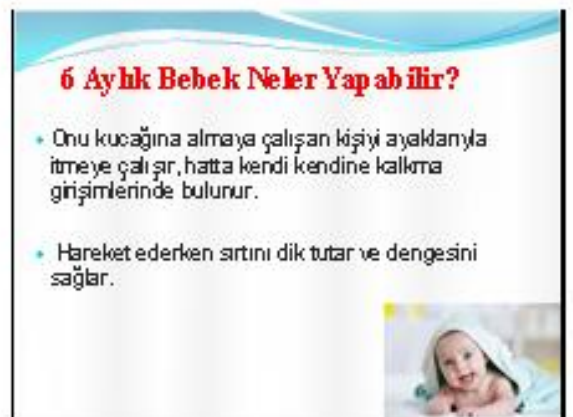 6 Aylık Bebek Neler Yapabilir?
• Onu kucağına almaya çalışan kişiyi ayaklarıyla
itmeye çalışır, hatta kendi kendine kalkma
girişimlerinde bulunur.
• Hareket ederken sırtını dik tutar ve dengesini
sağlar.